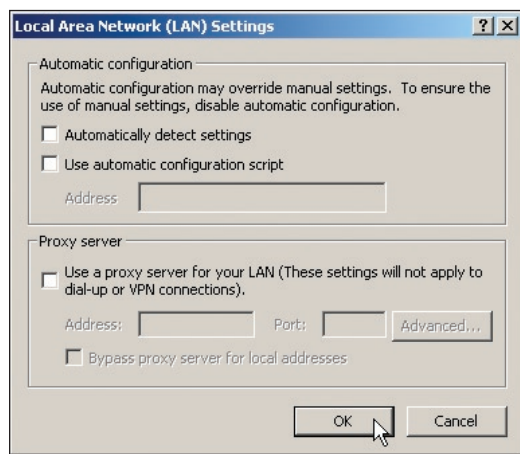 Local Area Network (LAN) Settings
Automatic configuration
Automatic configuration may override manual settings. To ensure the
use of manual settings, disable automatic configuration.
Automatically detect settings
Use automatic configuration script
Address
Proxy server
Use a proxy server for your LAN (These settings will not apply to
dial-up or VPN connections).
Address: Port: Advanced...
Bypass proxy server for local addresses
OK Cancel